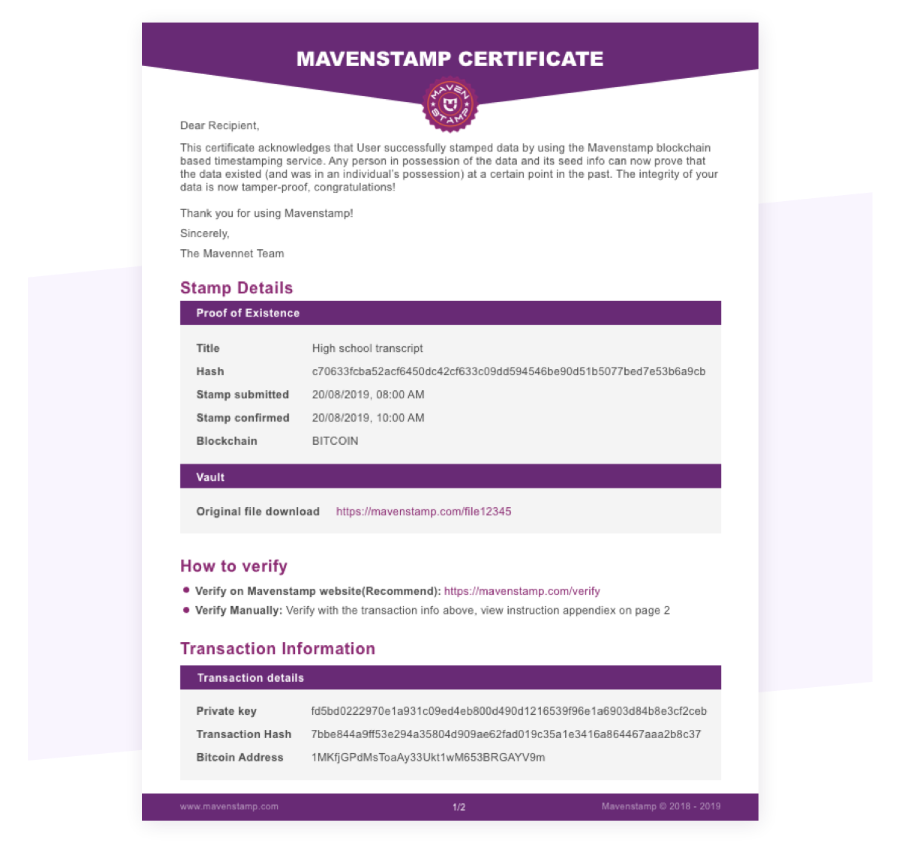 MAVENSTAMP CERTIFICATE
MAVEN
STAMP
Dear Recipient,
This certificate acknowledges that User successfully stamped data by using the Mavenstamp blockchain
based timestamping service. Any person in possession of the data and its seed info can now prove that
the data existed (and was in an individual's possession) at a certain point in the past. The integrity of your
data is now tamper-proof, congratulations!
Thank you for using Mavenstamp!
Sincerely,
The Mavennet Team
Stamp Details
Proof of Existence
Title High school transcript
Hash c70633fcba52acf6450dc42cf633c09dd594546be90d51b5077bed7e53b6a9cb
Stamp submitted 20/08/2019, 08:00 AM
Stamp confirmed 20/08/2019, 10:00 AM
Blockchain BITCOIN
Vault
Original file download https://mavenstamp.com/file12345
How to verify
Verify on Mavenstamp website(Recommend): https://mavenstamp.com/verify
Verify Manually: Verify with the transaction info above, view instruction appendiex on page 2
Transaction Information
Transaction details
Private key fd5bd0222970e1a931c09ed4eb800d490d1216539f96e1a6903d84b8e3cf2ceb
Transaction Hash 7bbe844a9ff53e294a35804d909ae62fad019c35a1e3416a864467aaa2b8c37
Bitcoin Address 1MKfjGPdMsToaAy33Ukt1wM653BRGAYV9m
www.mavenstamp.com 1/2 Mavenstamp © 2018 - 2019